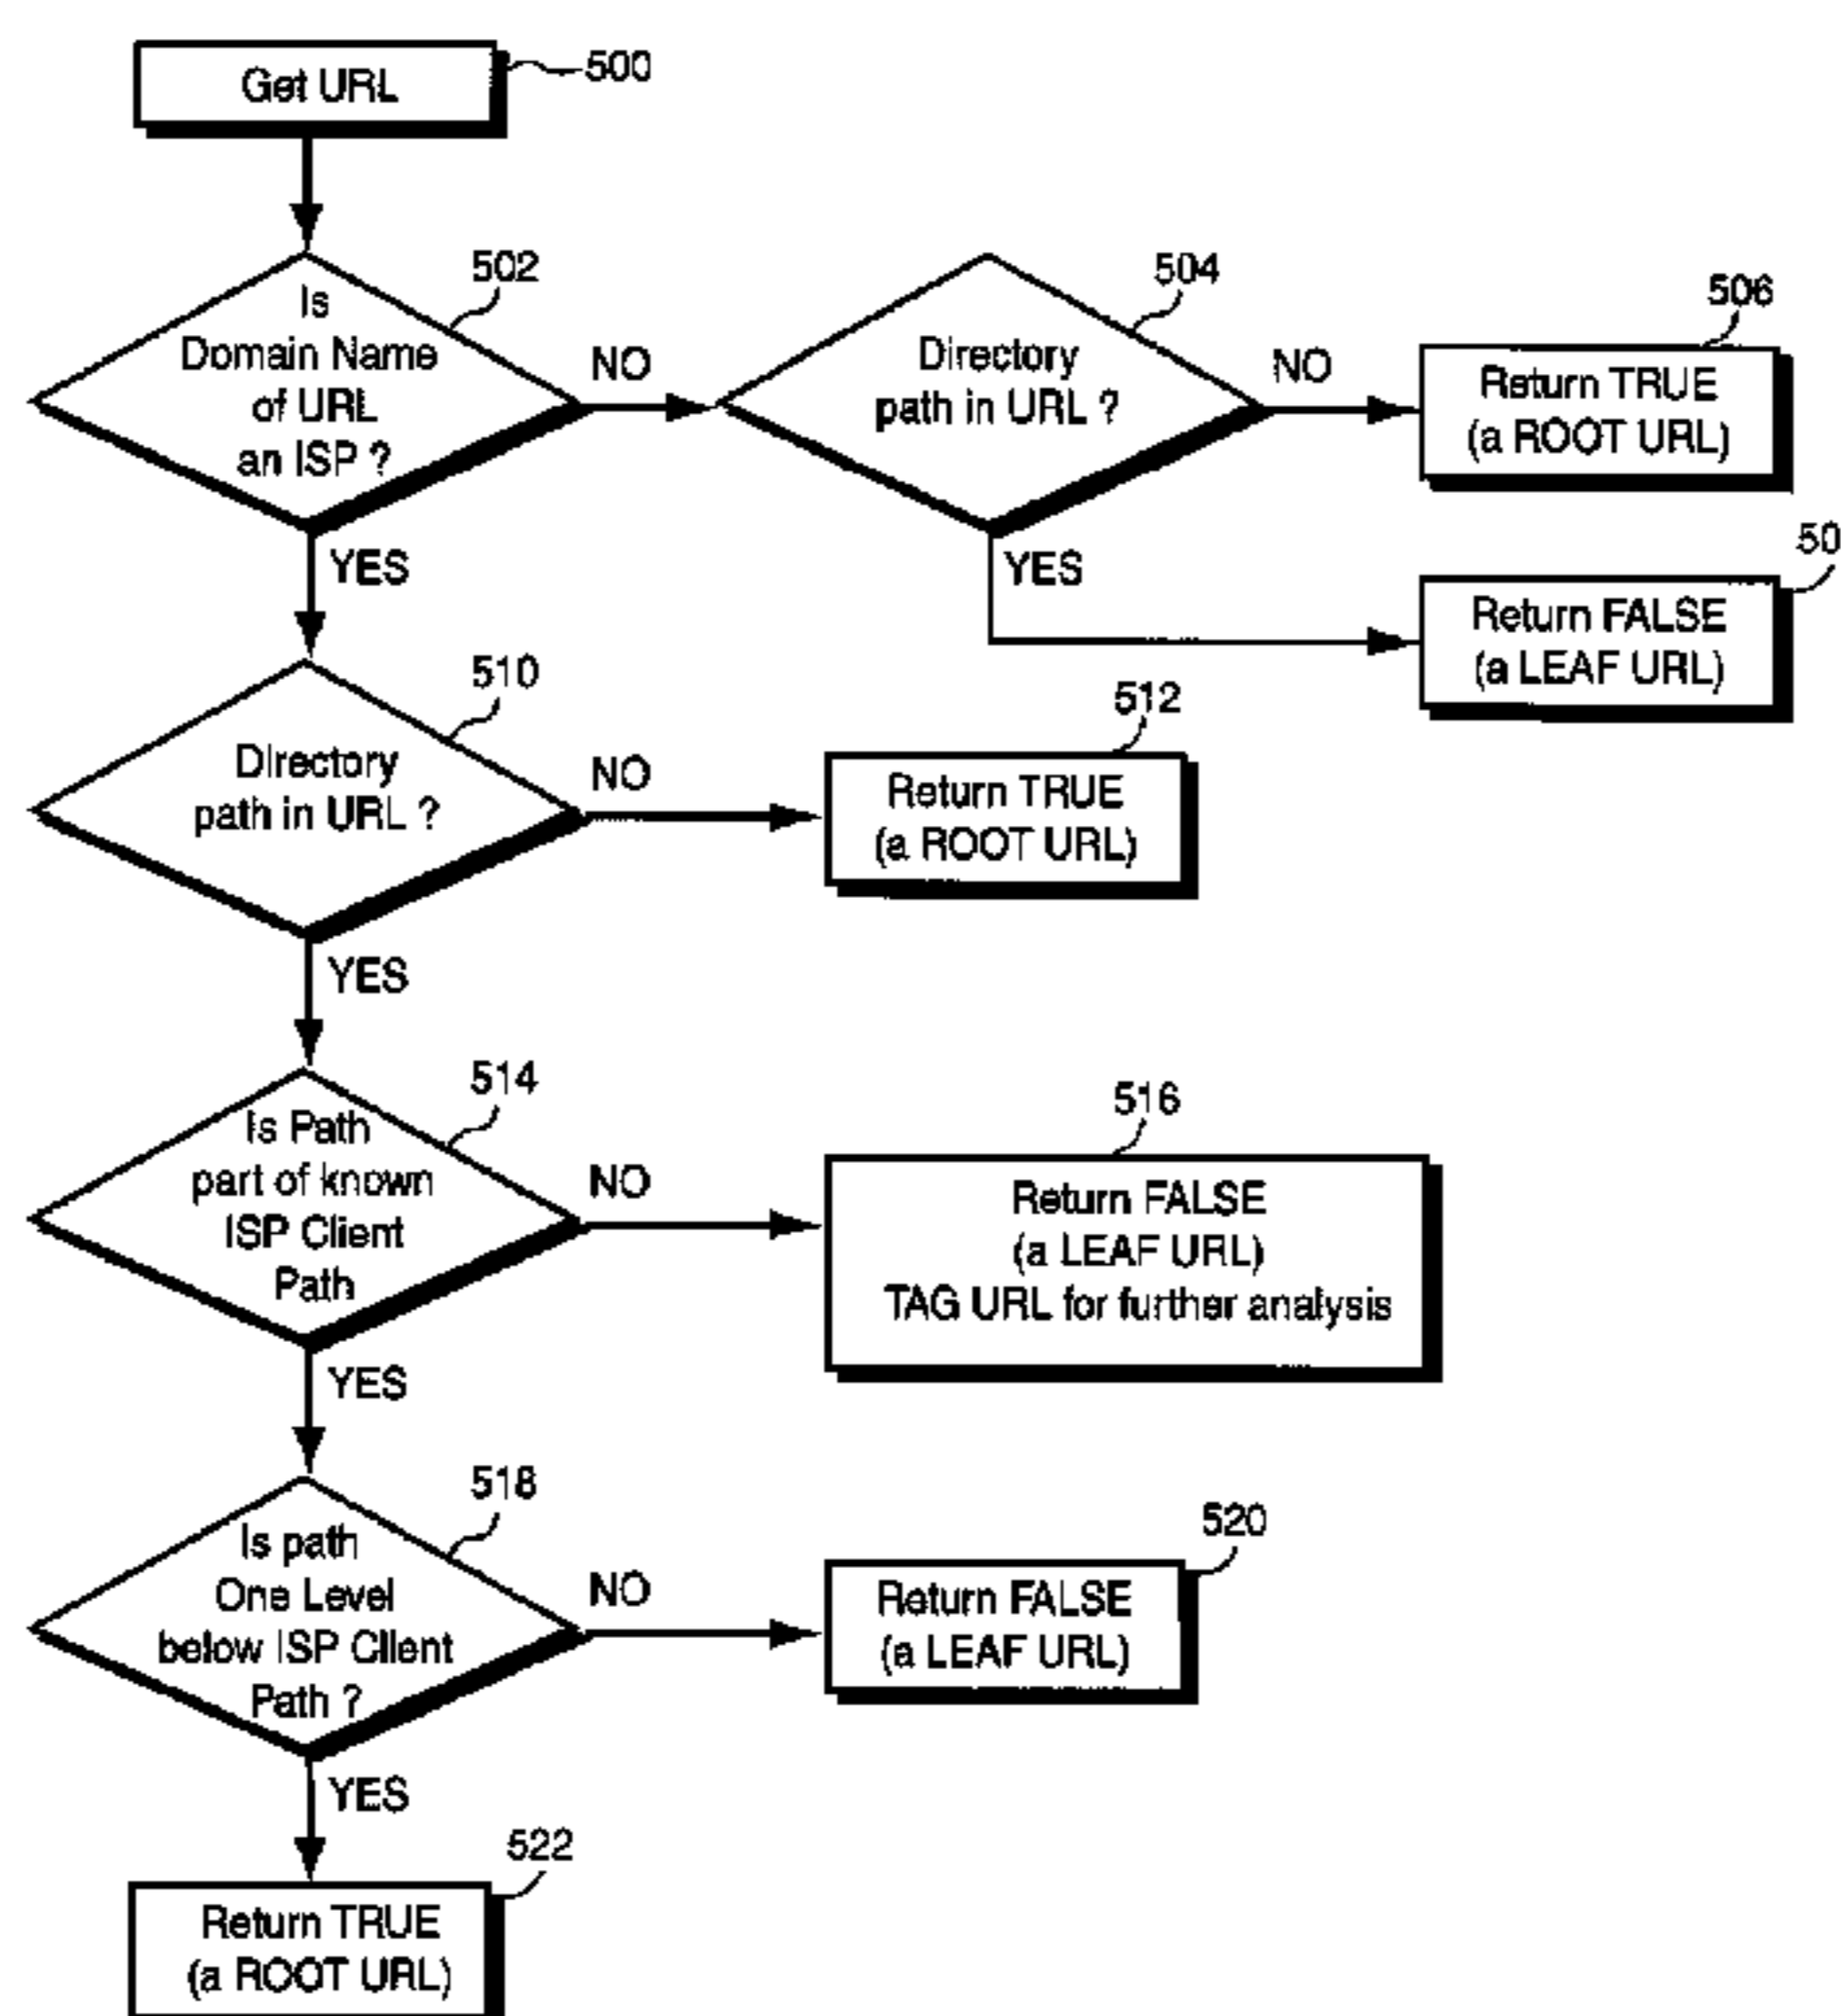 Get URL
500
502
Is
Domain Name
of URL
an ISP ?
NO
YES
504
Directory
path in URL ?
NO
YES
506
Return TRUE
(a ROOT URL)
50
Return FALSE
(a LEAF URL)
510
Directory
path in URL ?
NO
YES
512
Return TRUE
(a ROOT URL)
514
Is Path
part of known
ISP Client
Path
NO
YES
516
Return FALSE
(a LEAF URL)
TAG URL for further analysis
518
Is path
One Level
below ISP Client
Path ?
NO
YES
520
Return FALSE
(a LEAF URL)
522
Return TRUE
(a ROOT URL)